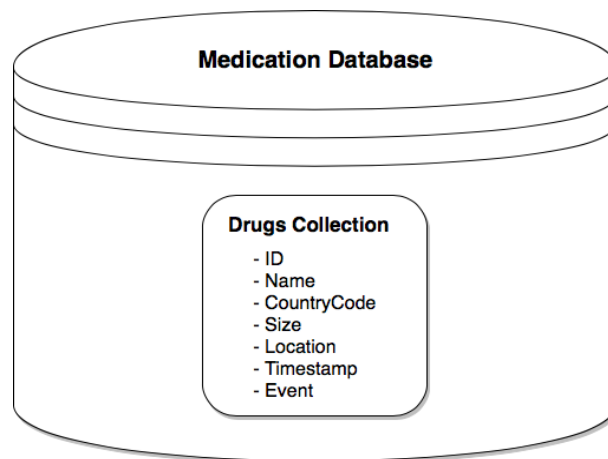 Medication Database
Drugs Collection
- ID
- Name
- CountryCode
- Size
- Location
- Timestamp
- Event